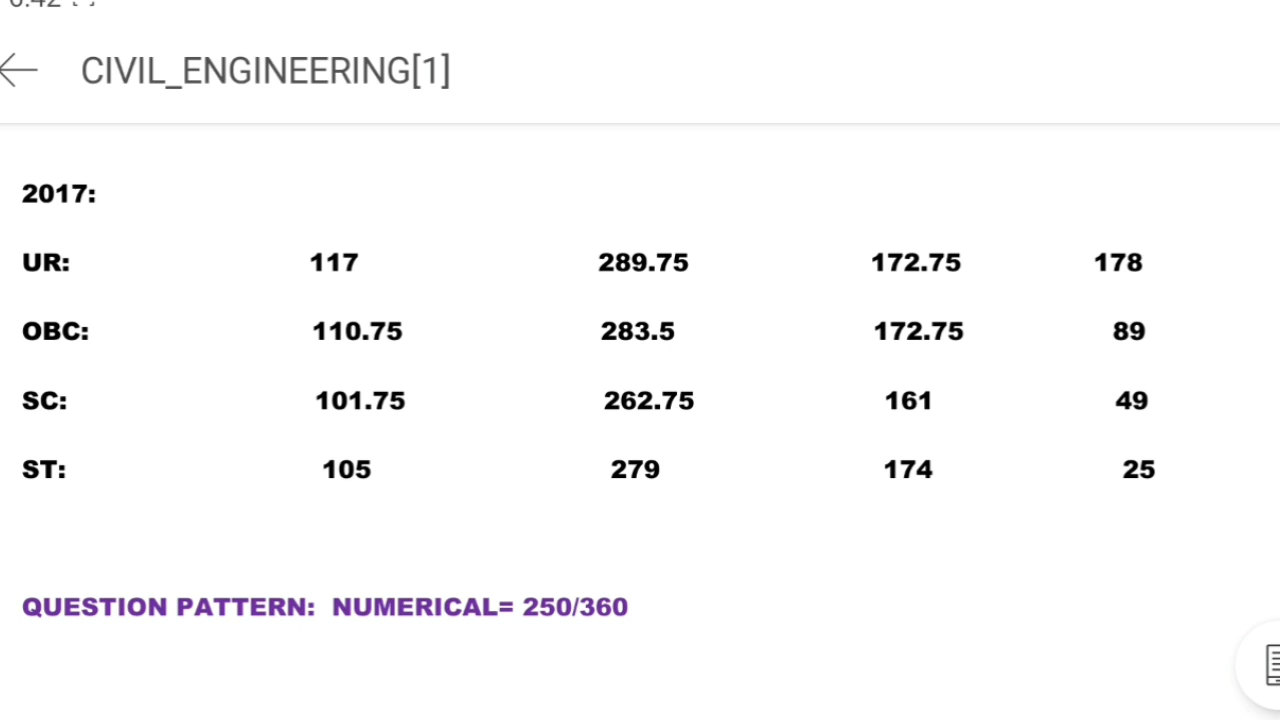 CIVIL_ENGINEERING[1]
2017:
UR: 117 289.75 172.75 178
OBC: 110.75 283.5 172.75 89
SC: 101.75 262.75 161 49
ST: 105 279 174 25
QUESTION PATTERN: NUMERICAL= 250/360